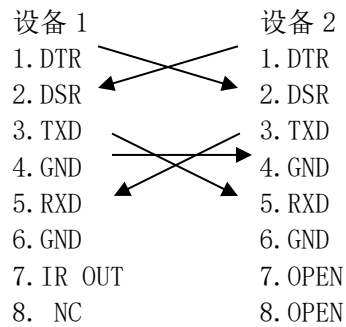 设备 1 设备 2
1.DTR 1.DTR
2.DSR 2.DSR
3.TXD 3.TXD
4.GND 4.GND
5.RXD 5.RXD
6.GND 6.GND
7.IR OUT 7.OPEN
8. NC 8.OPEN